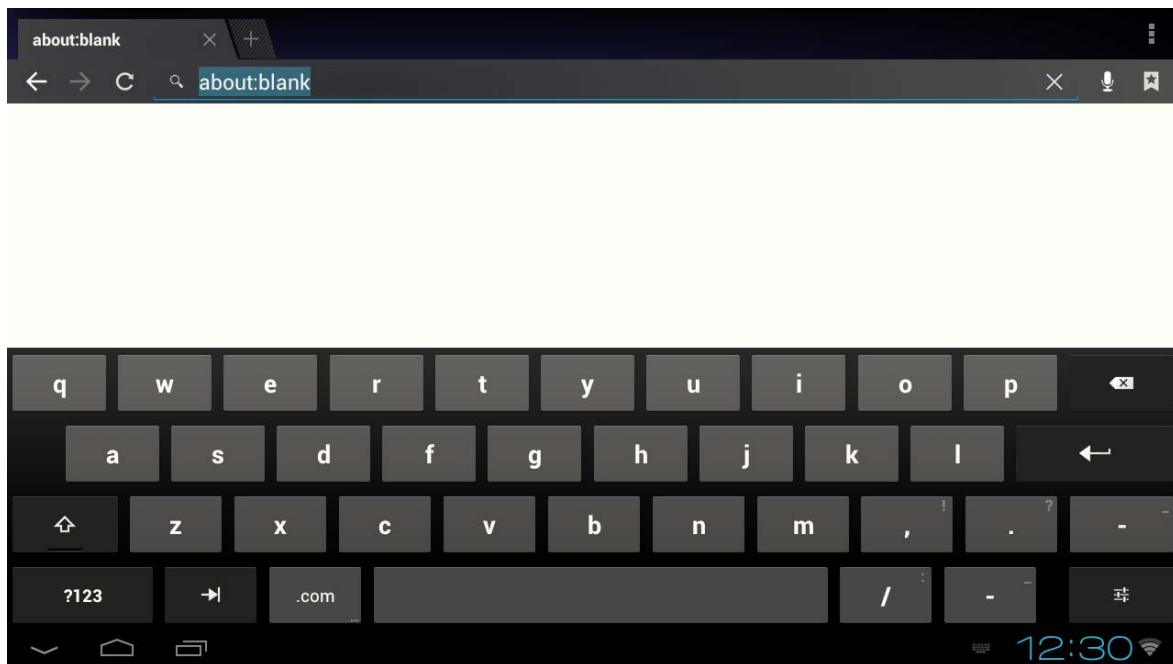 about:blank
about:blank
q w e r t y u i o p
a s d f g h j k l
z x c v b n m , ! . ? - _
?123 .com ... / : - _
12:30